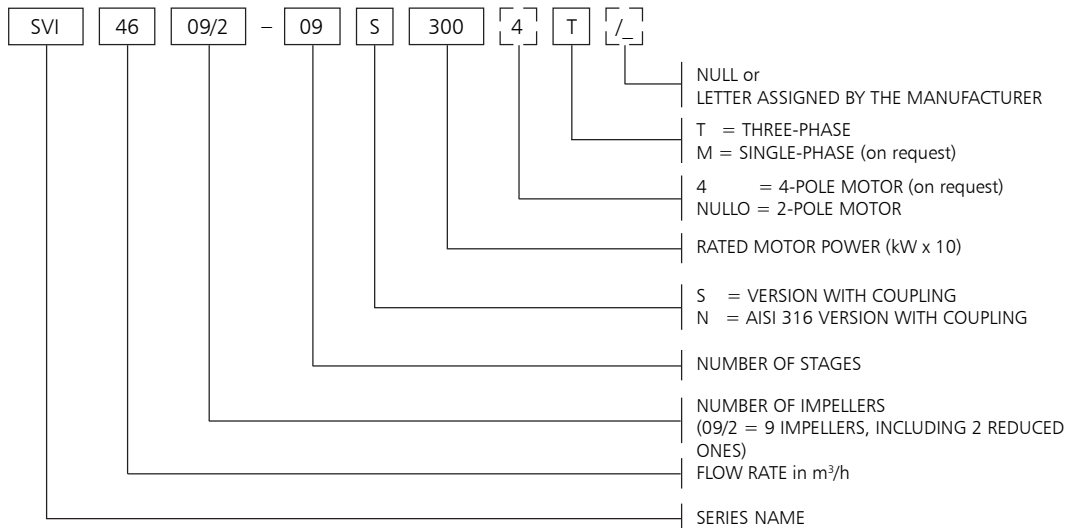 SVI 46 09/2 – 09 S 300 4 T /_
NULL or
LETTER ASSIGNED BY THE MANUFACTURER
T = THREE-PHASE
M = SINGLE-PHASE (on request)
4 = 4-POLE MOTOR (on request)
NULLO = 2-POLE MOTOR
RATED MOTOR POWER (kW x 10)
S = VERSION WITH COUPLING
N = AISI 316 VERSION WITH COUPLING
NUMBER OF STAGES
NUMBER OF IMPELLERS
(09/2 = 9 IMPELLERS, INCLUDING 2 REDUCED
ONES)
FLOW RATE in m³/h
SERIES NAME